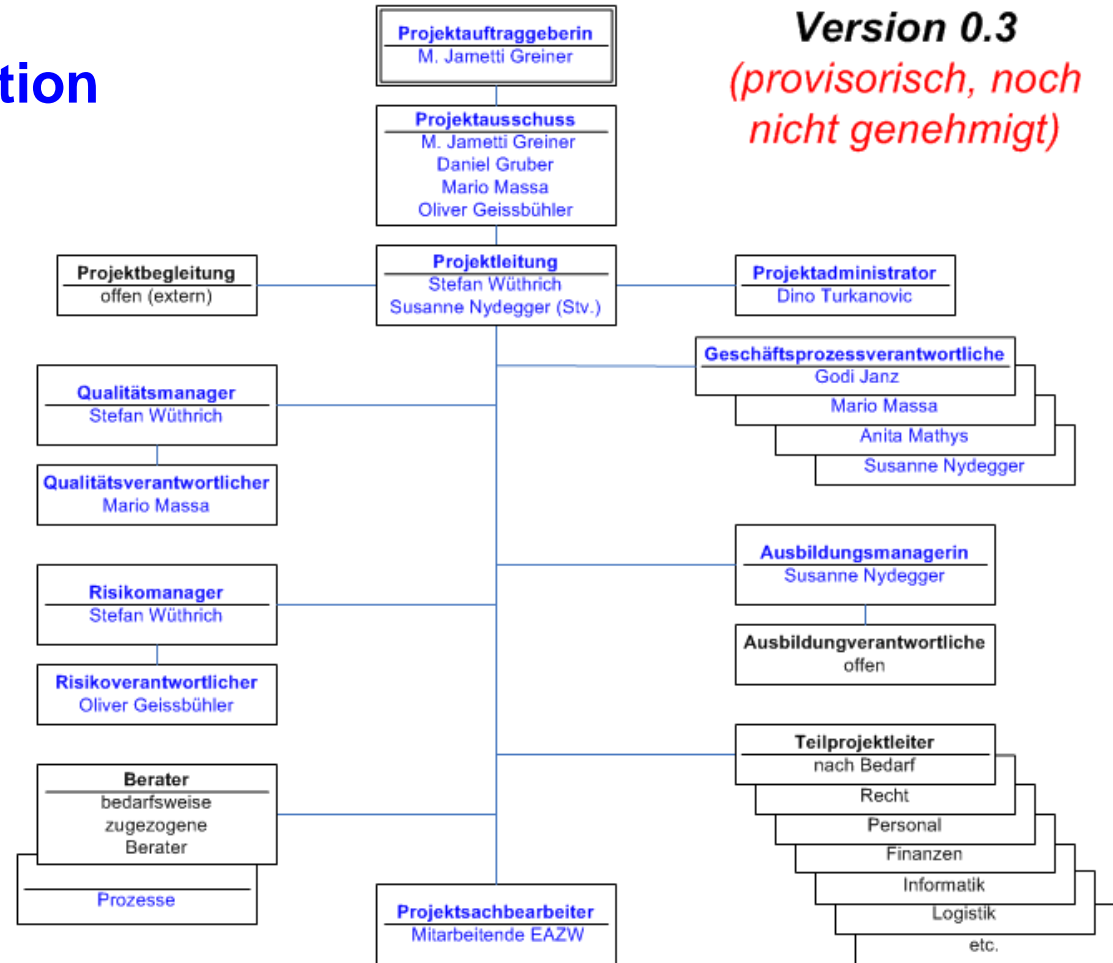 tion
Version 0.3
(provisorisch, noch
nicht genehmigt)
Projektauftraggeberin
M. Jametti Greiner
Projektausschuss
M. Jametti Greiner
Daniel Gruber
Mario Massa
Oliver Geissbühler
Projektbegleitung
offen (extern)
Projektleitung
Stefan Wüthrich
Susanne Nydegger (Stv.)
Projektadministrator
Dino Turkanovic
Geschäftsprozessverantwortliche
Godi Janz
Mario Massa
Anita Mathys
Susanne Nydegger
Qualitätsmanager
Stefan Wüthrich
Qualitätsverantwortlicher
Mario Massa
Ausbildungsmanagerin
Susanne Nydegger
Ausbildungverantwortliche
offen
Risikomanager
Stefan Wüthrich
Risikoverantwortlicher
Oliver Geissbühler
Teilprojektleiter
nach Bedarf
Recht
Personal
Finanzen
Informatik
Logistik
etc.
Berater
bedarfsweise
zugezogene
Berater
Prozesse
Projektsachbearbeiter
Mitarbeitende EAZW